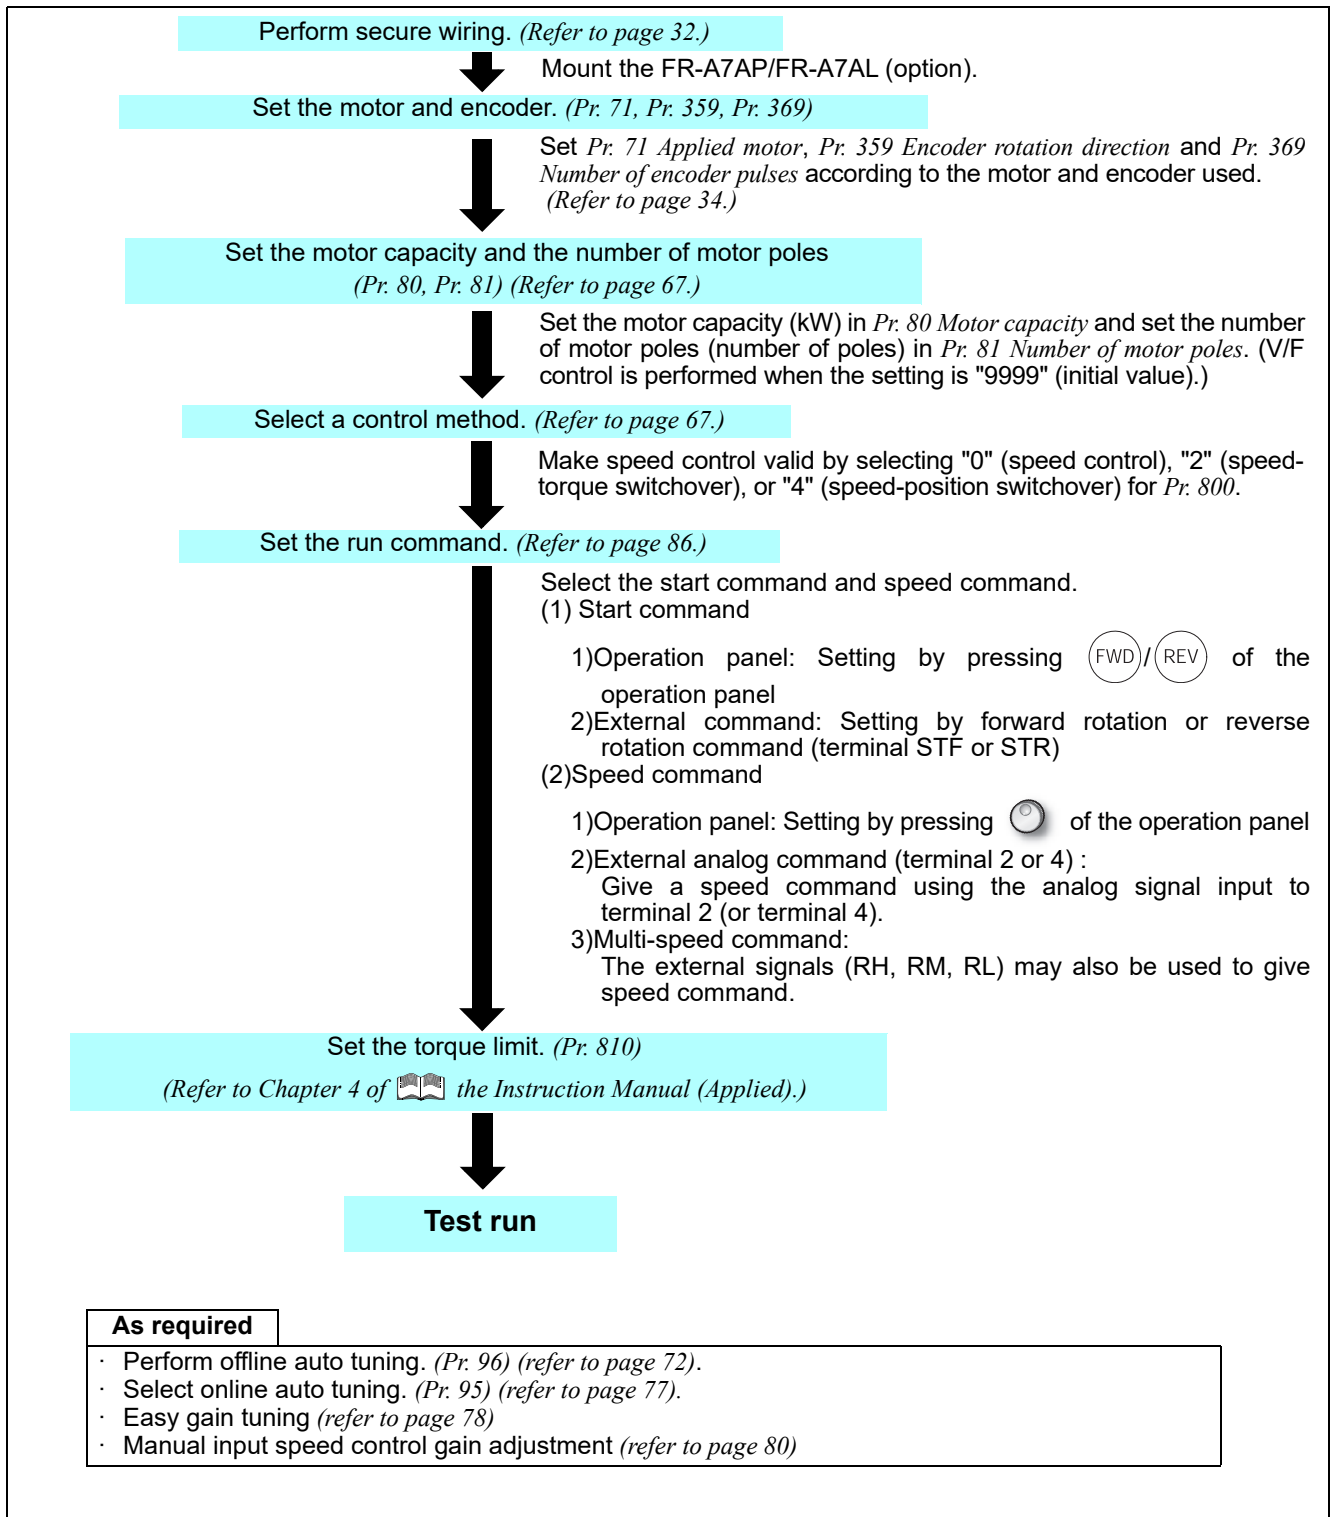 Perform secure wiring. (Refer to page 32.)
Mount the FR-A7AP/FR-A7AL (option).
Set the motor and encoder. (Pr. 71, Pr. 359, Pr. 369)
Set Pr. 71 Applied motor, Pr. 359 Encoder rotation direction and Pr. 369
Number of encoder pulses according to the motor and encoder used.
(Refer to page 34.)
Set the motor capacity and the number of motor poles
(Pr. 80, Pr. 81) (Refer to page 67.)
Set the motor capacity (kW) in Pr. 80 Motor capacity and set the number
of motor poles (number of poles) in Pr. 81 Number of motor poles. (V/F
control is performed when the setting is "9999" (initial value).)
Select a control method. (Refer to page 67.)
Make speed control valid by selecting "0" (speed control), "2" (speed-
torque switchover), or "4" (speed-position switchover) for Pr. 800.
Set the run command. (Refer to page 86.)
Select the start command and speed command.
(1) Start command
1)Operation panel: Setting by pressing FWD/REV of the
operation panel
2)External command: Setting by forward rotation or reverse
rotation command (terminal STF or STR)
(2)Speed command
1)Operation panel: Setting by pressing of the operation panel
2)External analog command (terminal 2 or 4) :
Give a speed command using the analog signal input to
terminal 2 (or terminal 4).
3)Multi-speed command:
The external signals (RH, RM, RL) may also be used to give
speed command.
Set the torque limit. (Pr. 810)
(Refer to Chapter 4 of the Instruction Manual (Applied).)
Test run
As required
· Perform offline auto tuning. (Pr. 96) (refer to page 72).
· Select online auto tuning. (Pr. 95) (refer to page 77).
· Easy gain tuning (refer to page 78)
· Manual input speed control gain adjustment (refer to page 80)